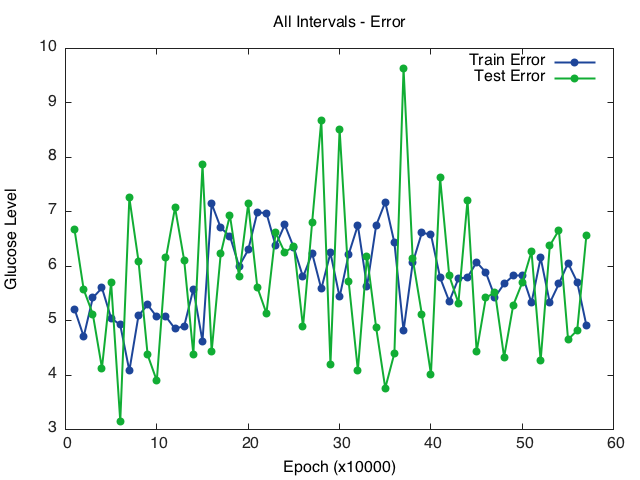 All Intervals - Error
10
9
8
7
6
5
4
3
Glucose Level
Train Error
Test Error
0 10 20 30 40 50 60
Epoch (x10000)